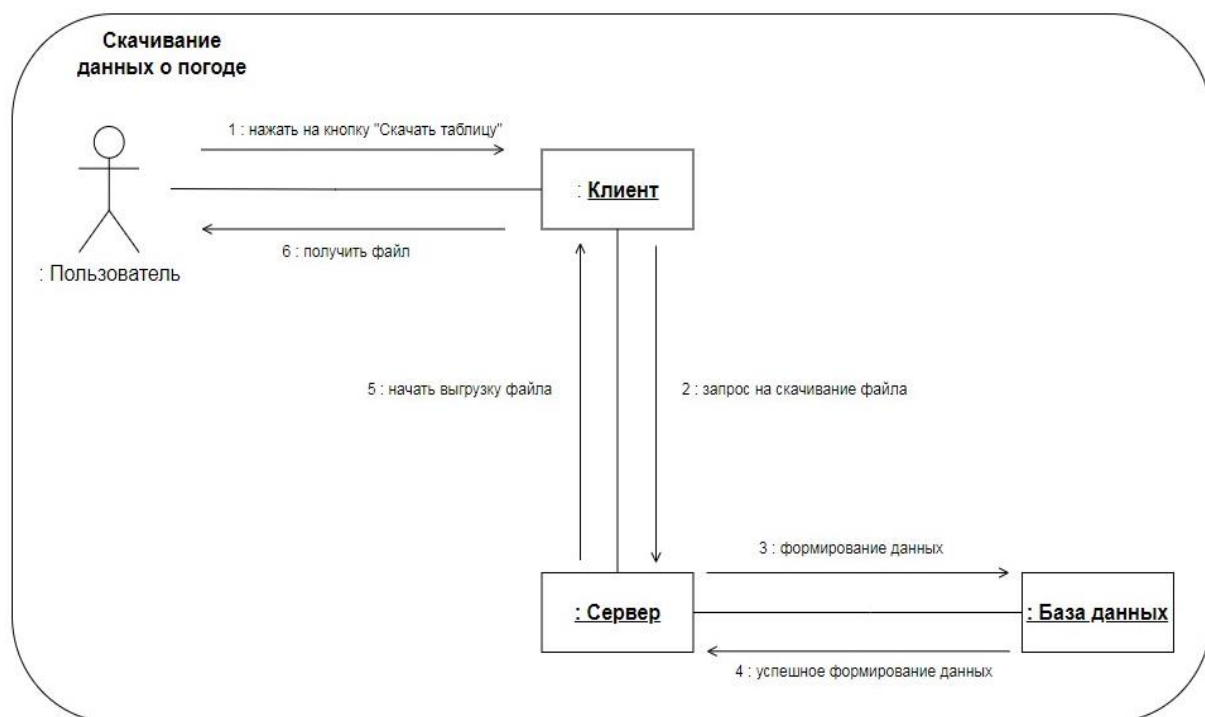 Скачивание
данных о погоде
1 : нажать на кнопку "Скачать таблицу"
: Клиент
6 : получить файл
: Пользователь
5 : начать выгрузку файла
2 : запрос на скачивание файла
3 : формирование данных
: Сервер
: База данных
4 : успешное формирование данных